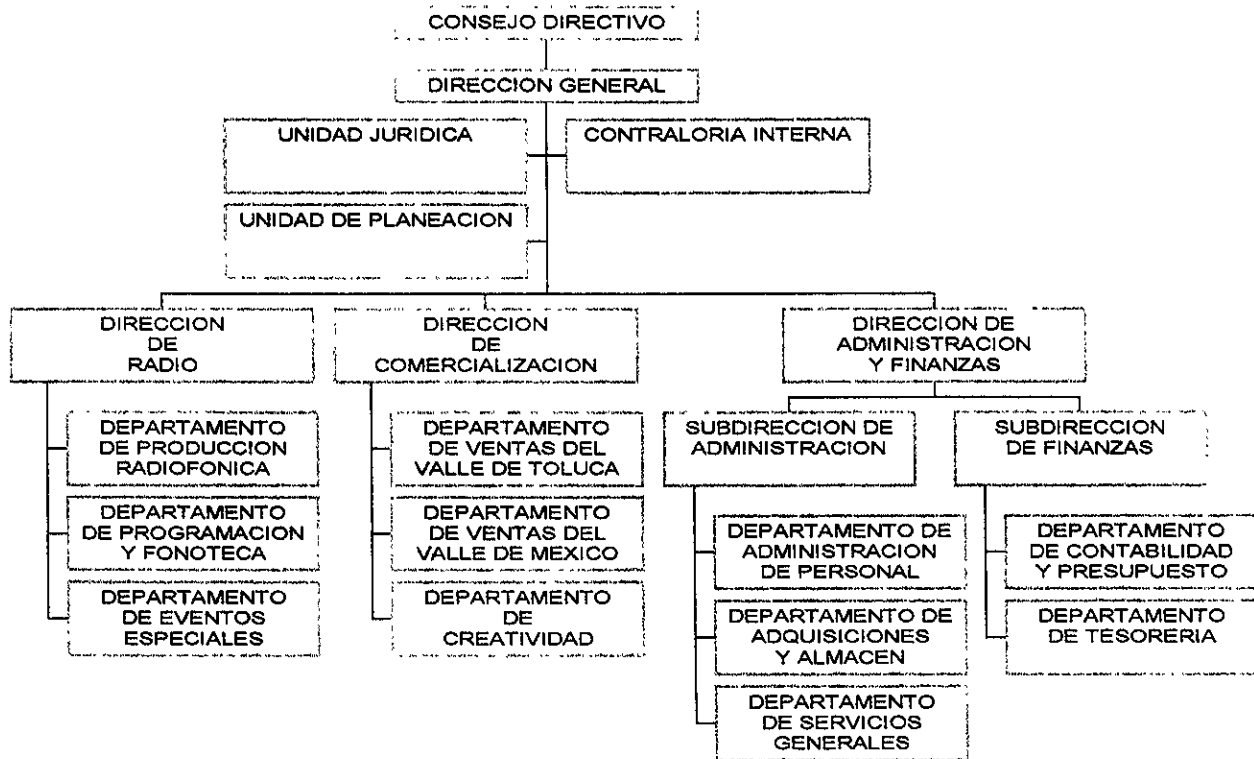 CONSEJO DIRECTIVO
DIRECCION GENERAL
UNIDAD JURIDICA
CONTRALORIA INTERNA
UNIDAD DE PLANEACION
DIRECCION
DE
RADIO
DIRECCION
DE
COMERCIALIZACION
DIRECCION DE
ADMINISTRACION
Y FINANZAS
DEPARTAMENTO
DE PRODUCCION
RADIOFONICA
DEPARTAMENTO
DE PROGRAMACION
Y FONOTECA
DEPARTAMENTO
DE EVENTOS
ESPECIALES
DEPARTAMENTO
DE VENTAS DEL
VALLE DE TOLUCA
DEPARTAMENTO
DE VENTAS DEL
VALLE DE MEXICO
DEPARTAMENTO
DE
CREATIVIDAD
SUBDIRECCION DE
ADMINISTRACION
SUBDIRECCION
DE FINANZAS
DEPARTAMENTO DE
ADMINISTRACION
DE PERSONAL
DEPARTAMENTO DE
ADQUISICIONES
Y ALMACEN
DEPARTAMENTO
DE SERVICIOS
GENERALES
DEPARTAMENTO
DE CONTABILIDAD
Y PRESUPUESTO
DEPARTAMENTO
DE TESORERIA